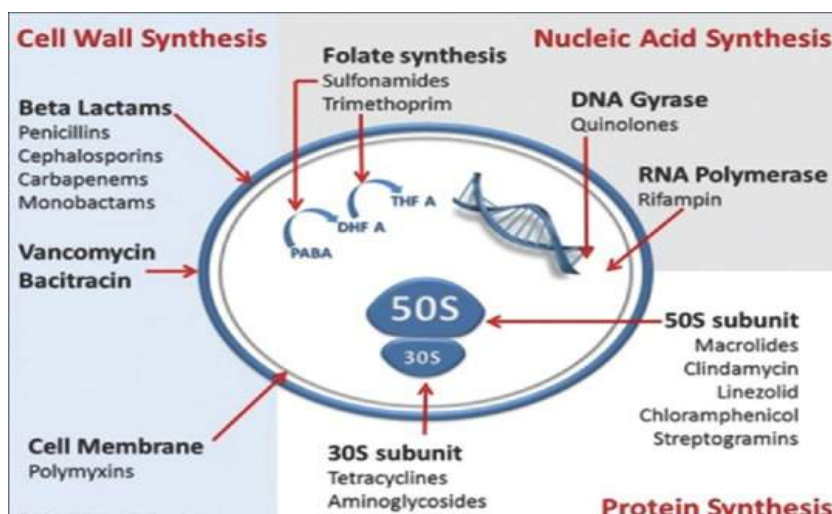 Cell Wall Synthesis
Nucleic Acid Synthesis
Folate synthesis
Sulfonamides
Trimethoprim
Beta Lactams
Penicillins
Cephalosporins
Carbapenems
Monobactams
DNA Gyrase
Quinolones
RNA Polymerase
Rifampin
THF A
DHF A
PABA
Vancomycin
Bacitracin
50S
30S
50S subunit
Macrolides
Clindamycin
Linezolid
Chloramphenicol
Streptogramins
Cell Membrane
Polymyxins
30S subunit
Tetracyclines
Aminoglycosides
Protein Synthesis